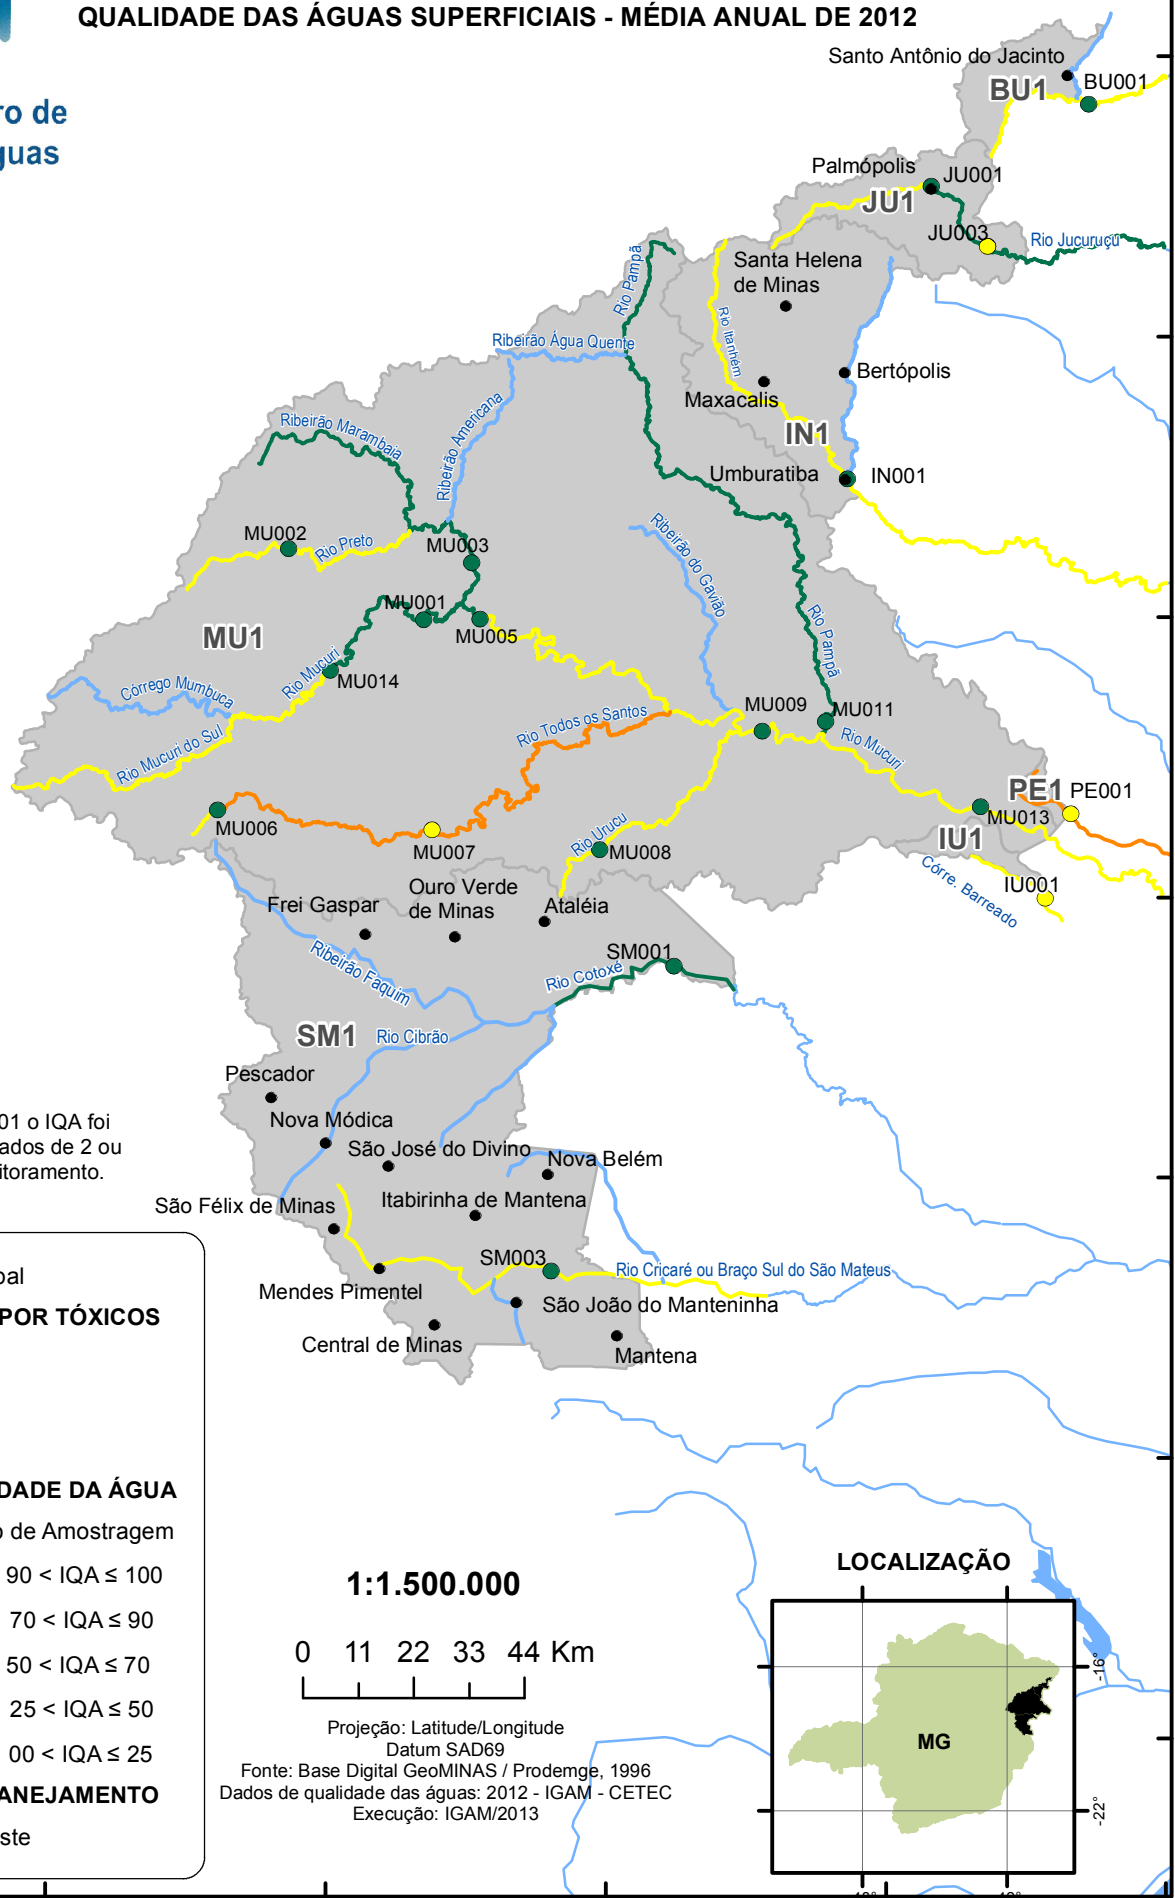 QUALIDADE DAS ÁGUAS SUPERFICIAIS - MÉDIA ANUAL DE 2012
ro de
guas
Santo Antônio do Jacinto
BU1
BU001
Palmópolis
JU001
JU1
JU003
Rio Jucuruçu
Santa Helena
de Minas
Rio Pampã
Rio Itanhém
Ribeirão Água Quente
Bertópolis
Maxacalis
Ribeirão Americana
Ribeirão Marambaia
IN1
Umburatiba
IN001
MU002
Rio Preto
MU003
Ribeirão do Gavião
MU001
MU005
Rio Pampã
MU1
MU014
Rio Mucuri
Córrego Mumbuca
Rio Mucuri do Sul
Rio Todos os Santos
MU009
MU011
Rio Mucuri
PE1
PE001
MU006
MU013
MU007
Rio Urucu
MU008
IU1
Córre. Barreado
IU001
Frei Gaspar
Ouro Verde
de Minas
Ataléia
Ribeirão Faquim
SM001
Rio Cotoxé
SM1
Rio Cibrão
Pescador
Nova Módica
01 o IQA foi
ados de 2 ou
itoramento.
São José do Divino
Nova Belém
São Félix de Minas
Itabirinha de Mantena
SM003
Rio Cricaré ou Braço Sul do São Mateus
Mendes Pimentel
São João do Manteninha
Central de Minas
Mantena
pal
POR TÓXICOS
DADE DA ÁGUA
o de Amostragem
90 < IQA ≤ 100
70 < IQA ≤ 90
50 < IQA ≤ 70
25 < IQA ≤ 50
00 < IQA ≤ 25
ANEJAMENTO
ste
1:1.500.000
0 11 22 33 44 Km
Projeção: Latitude/Longitude
Datum SAD69
Fonte: Base Digital GeoMINAS / Prodemge, 1996
Dados de qualidade das águas: 2012 - IGAM - CETEC
Execução: IGAM/2013
LOCALIZAÇÃO
-16°
MG
-22°